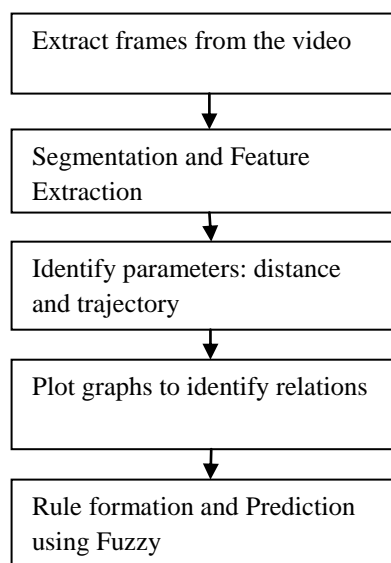 Extract frames from the video
Segmentation and Feature
Extraction
Identify parameters: distance
and trajectory
Plot graphs to identify relations
Rule formation and Prediction
using Fuzzy